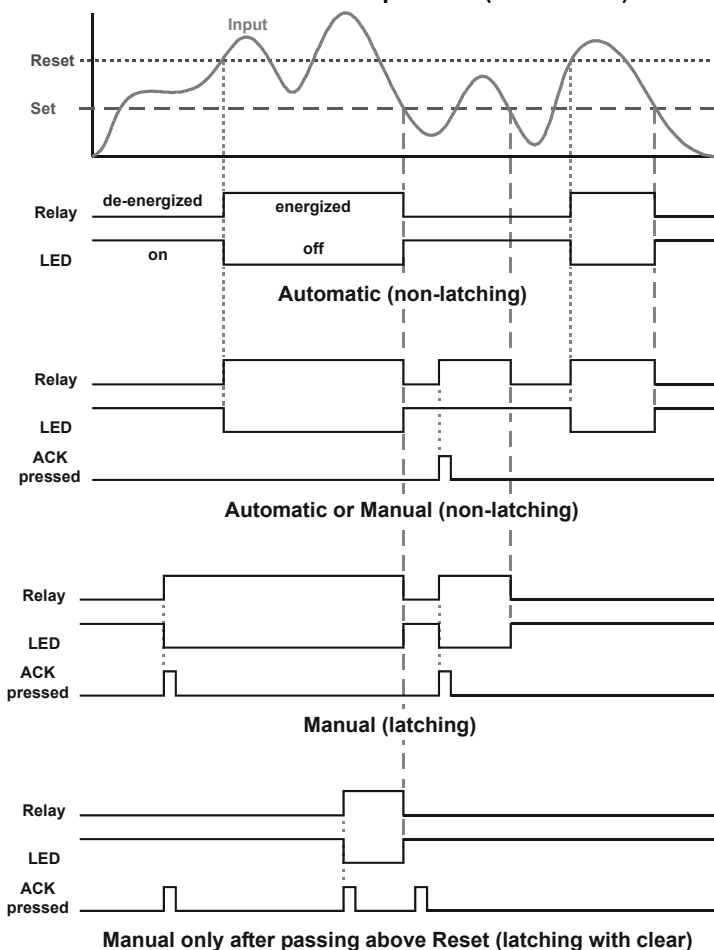 Input
Reset
Set
de-energized
energized
Relay
LED
on
off
Automatic (non-latching)
Relay
LED
ACK
pressed
Automatic or Manual (non-latching)
Relay
LED
ACK
pressed
Manual (latching)
Relay
LED
ACK
pressed
Manual only after passing above Reset (latching with clear)